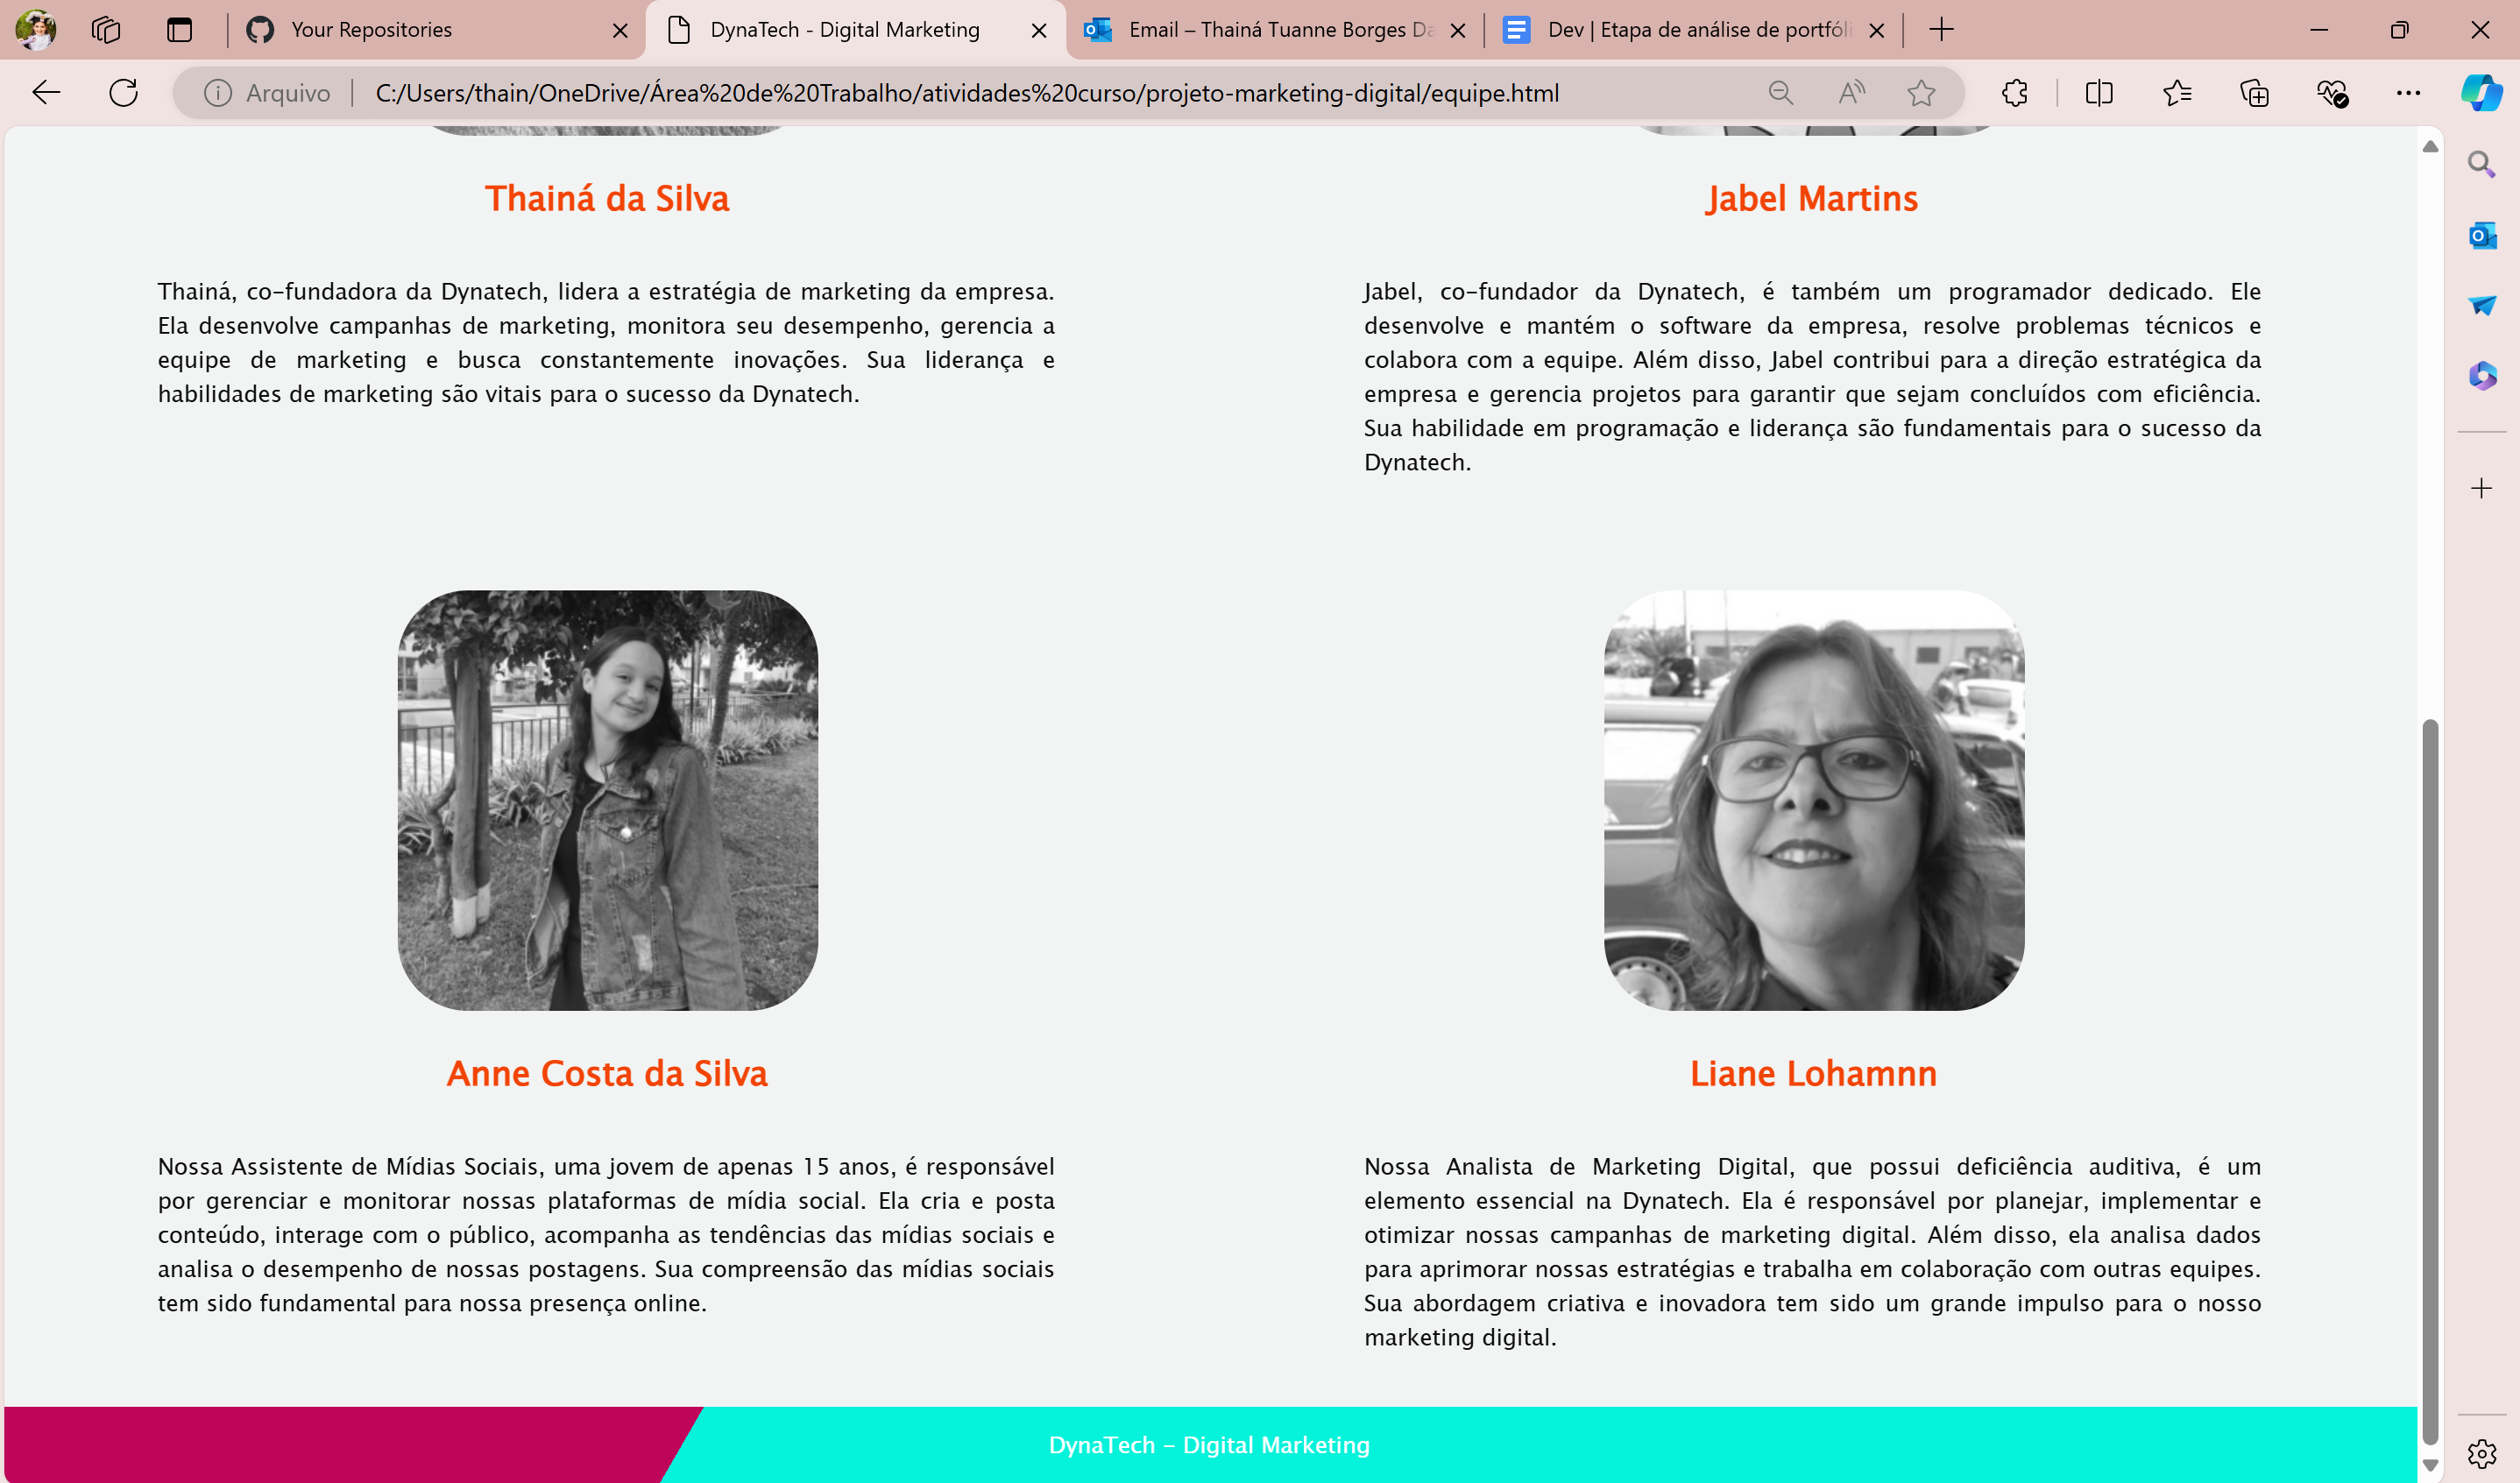 Your Repositories
DynaTech - Digital Marketing
Email – Thainá Tuanne Borges Da
Dev | Etapa de análise de portfóli
Arquivo
C:/Users/thain/OneDrive/Área%20de%20Trabalho/atividades%20curso/projeto-marketing-digital/equipe.html
Thainá da Silva
Thainá, co-fundadora da Dynatech, lidera a estratégia de marketing da empresa.
Ela desenvolve campanhas de marketing, monitora seu desempenho, gerencia a
equipe de marketing e busca constantemente inovações. Sua liderança e
habilidades de marketing são vitais para o sucesso da Dynatech.
Jabel Martins
Jabel, co-fundador da Dynatech, é também um programador dedicado. Ele
desenvolve e mantém o software da empresa, resolve problemas técnicos e
colabora com a equipe. Além disso, Jabel contribui para a direção estratégica da
empresa e gerencia projetos para garantir que sejam concluídos com eficiência.
Sua habilidade em programação e liderança são fundamentais para o sucesso da
Dynatech.
Anne Costa da Silva
Nossa Assistente de Mídias Sociais, uma jovem de apenas 15 anos, é responsável
por gerenciar e monitorar nossas plataformas de mídia social. Ela cria e posta
conteúdo, interage com o público, acompanha as tendências das mídias sociais e
analisa o desempenho de nossas postagens. Sua compreensão das mídias sociais
tem sido fundamental para nossa presença online.
Liane Lohamnn
Nossa Analista de Marketing Digital, que possui deficiência auditiva, é um
elemento essencial na Dynatech. Ela é responsável por planejar, implementar e
otimizar nossas campanhas de marketing digital. Além disso, ela analisa dados
para aprimorar nossas estratégias e trabalha em colaboração com outras equipes.
Sua abordagem criativa e inovadora tem sido um grande impulso para o nosso
marketing digital.
DynaTech - Digital Marketing